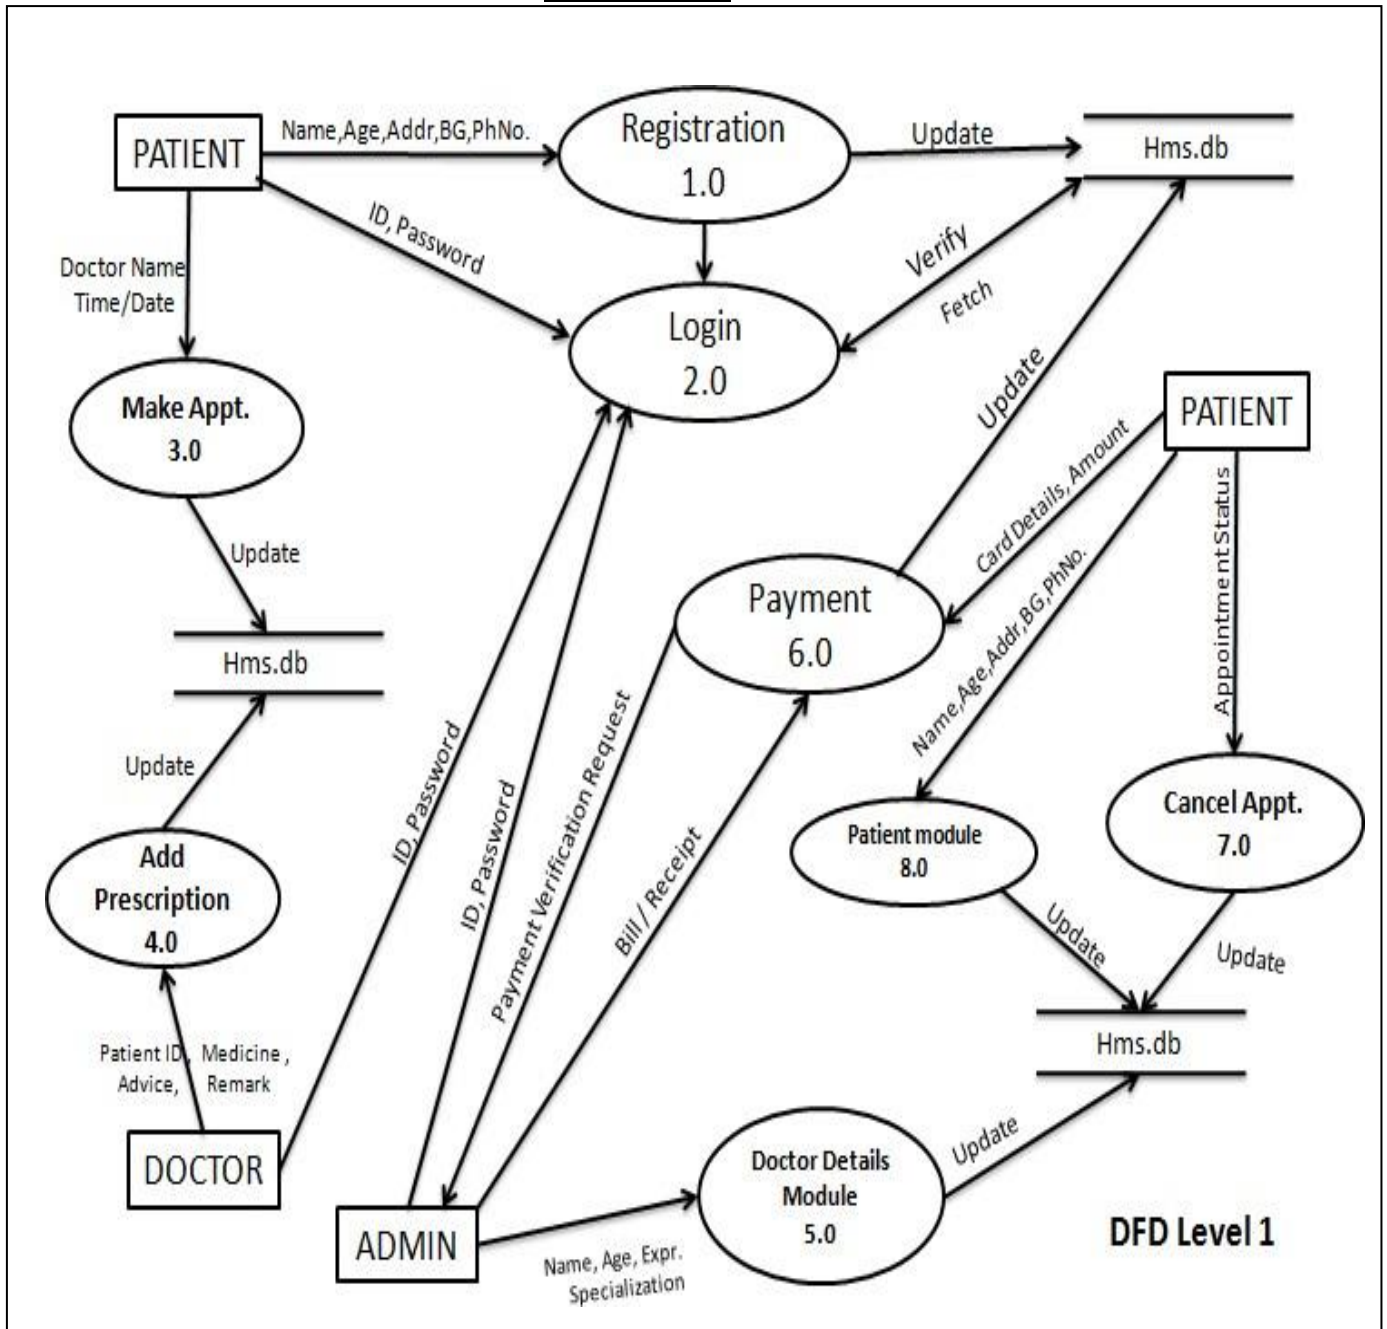 PATIENT
Name,Age,Addr,BG,PhNo.
Registration
1.0
Update
Hms.db
ID, Password
Verify
Fetch
Doctor Name
Time/Date
Login
2.0
Make Appt.
3.0
Update
PATIENT
Card Details, Amount
Name,Age,Addr,BG,PhNo.
AppointmentStatus
Update
Hms.db
Payment
6.0
Update
ID, Password
ID, Password
Payment Verification Request
Bill / Receipt
Patient module
8.0
Cancel Appt.
7.0
Add
Prescription
4.0
Update
Update
Hms.db
Patient ID, Medicine ,
Advice, Remark
DOCTOR
ADMIN
Name, Age, Expr.
Specialization
Doctor Details
Module
5.0
Update
DFD Level 1